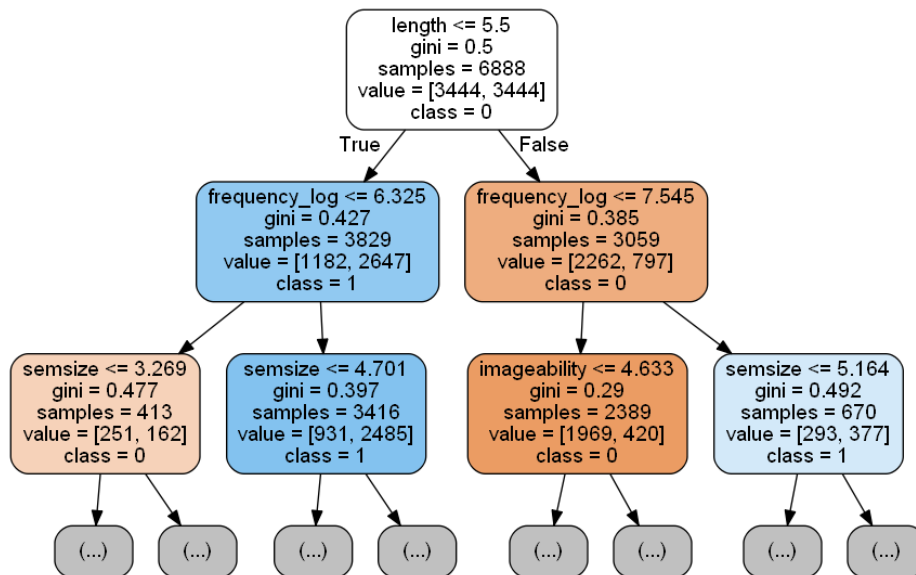 length <= 5.5
gini = 0.5
samples = 6888
value = [3444, 3444]
class = 0
True
False
frequency_log <= 6.325
gini = 0.427
samples = 3829
value = [1182, 2647]
class = 1
frequency_log <= 7.545
gini = 0.385
samples = 3059
value = [2262, 797]
class = 0
semsize <= 3.269
gini = 0.477
samples = 413
value = [251, 162]
class = 0
semsize <= 4.701
gini = 0.397
samples = 3416
value = [931, 2485]
class = 1
imageability <= 4.633
gini = 0.29
samples = 2389
value = [1969, 420]
class = 0
semsize <= 5.164
gini = 0.492
samples = 670
value = [293, 377]
class = 1
(...)
(...)
(...)
(...)
(...)
(...)
(...)
(...)